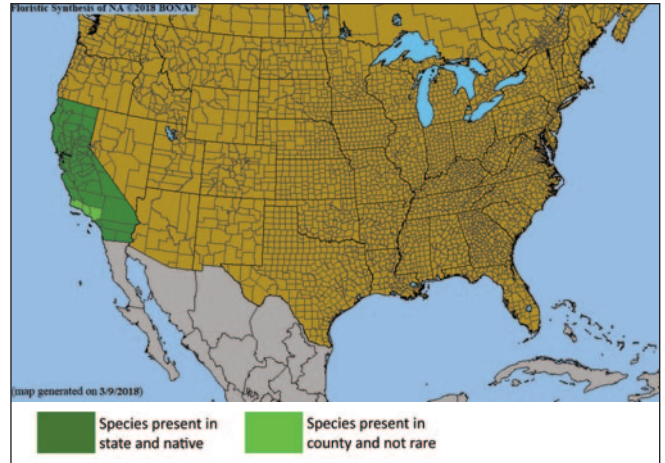 Floristic Synthesis of NA ©2018 BONAP
(map generated on 3/9/2018)
Species present in
state and native
Species present in
county and not rare